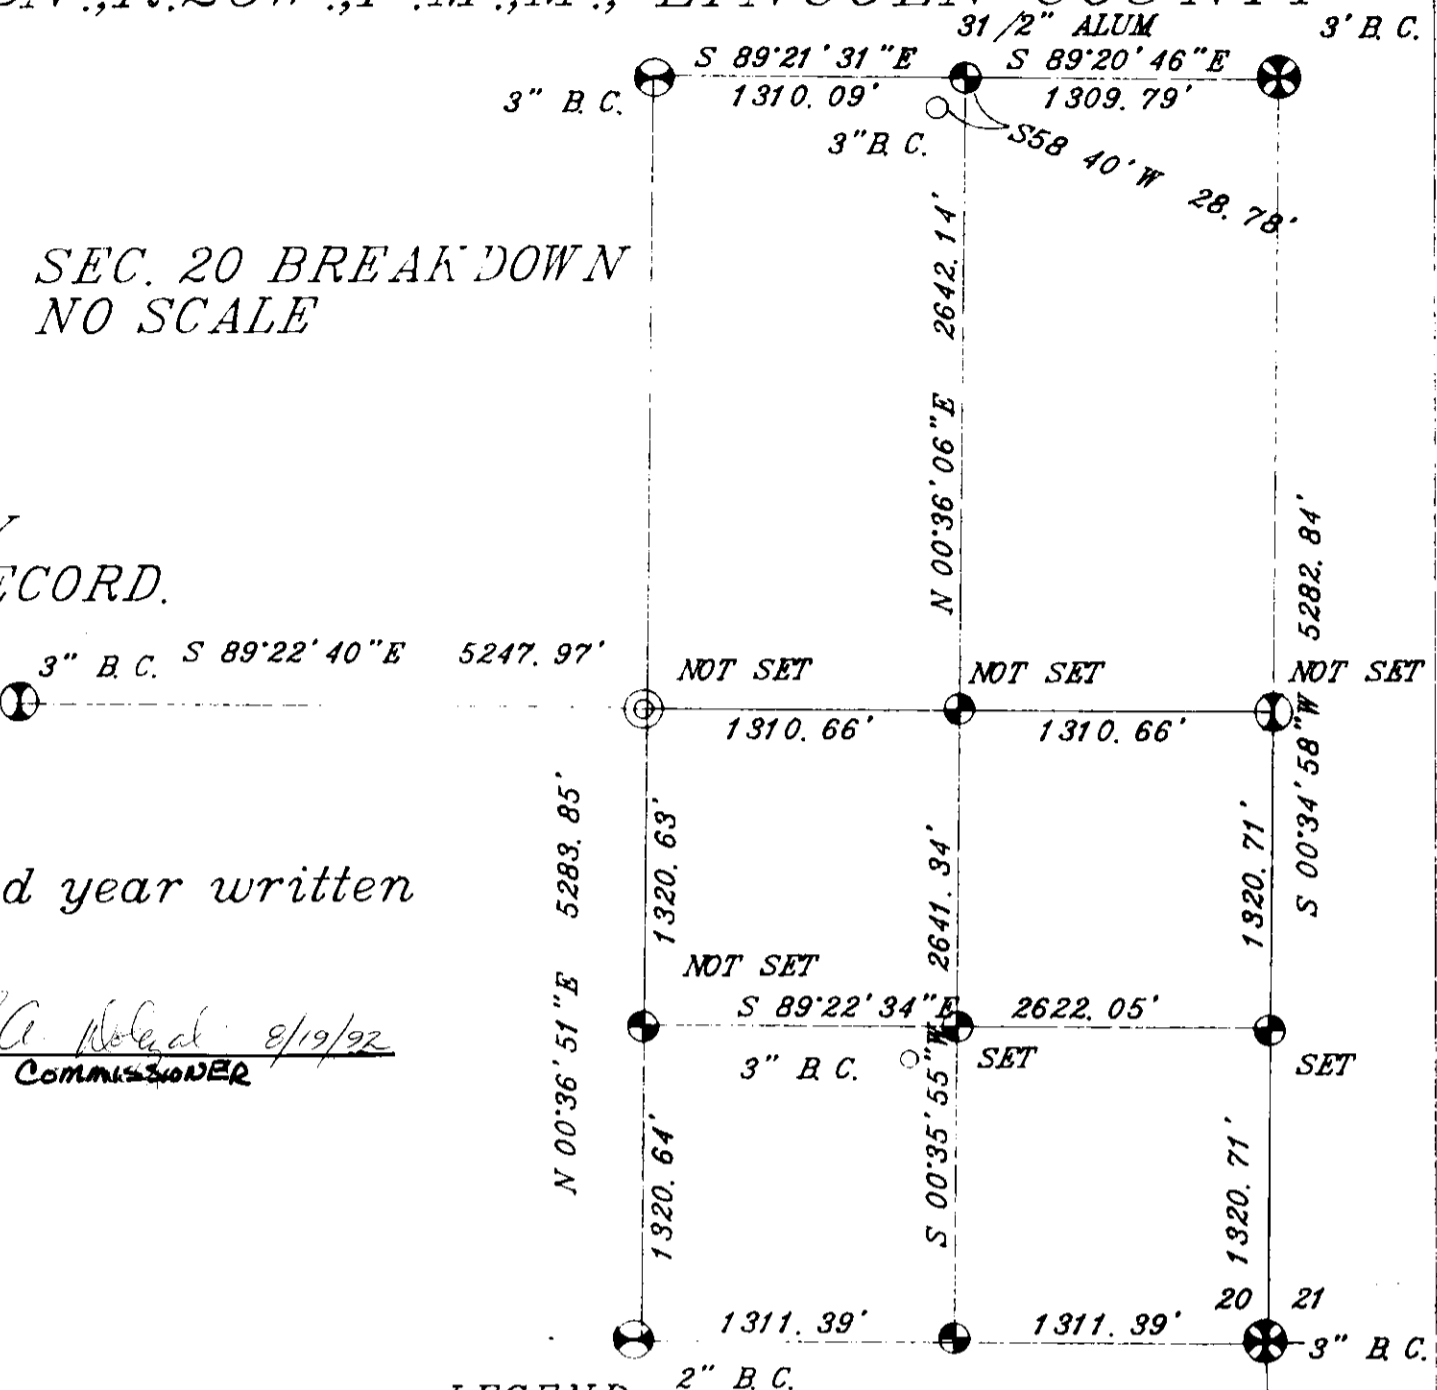 LINCOLN COUNTY
31/2" ALUM
3' B.C.
S 89°21'31"E
S 89°20'46"E
3" B.C.
1310.09'
1309.79'
3"B.C.
S58 40'W 28.78'
N 00°36'06"E 2642.14'
SEC. 20 BREAKDOWN
NO SCALE
ECORD.
3" B.C.
S 89°22'40"E 5247.97'
NOT SET
NOT SET
NOT SET
1310.66'
1310.66'
S 00°34'58"W 5282.84'
N 00°36'51"E 5283.85'
1320.63'
S 00°35'55"W 2641.34'
1320.71'
d year written
NOT SET
S 89°22'34"E 2622.05'
3" B.C.
SET
SET
8/19/92
COMMISSIONER
1320.64'
1320.71'
20 21
1311.39'
1311.39'
3" B.C.
2" B.C.
LEGEND